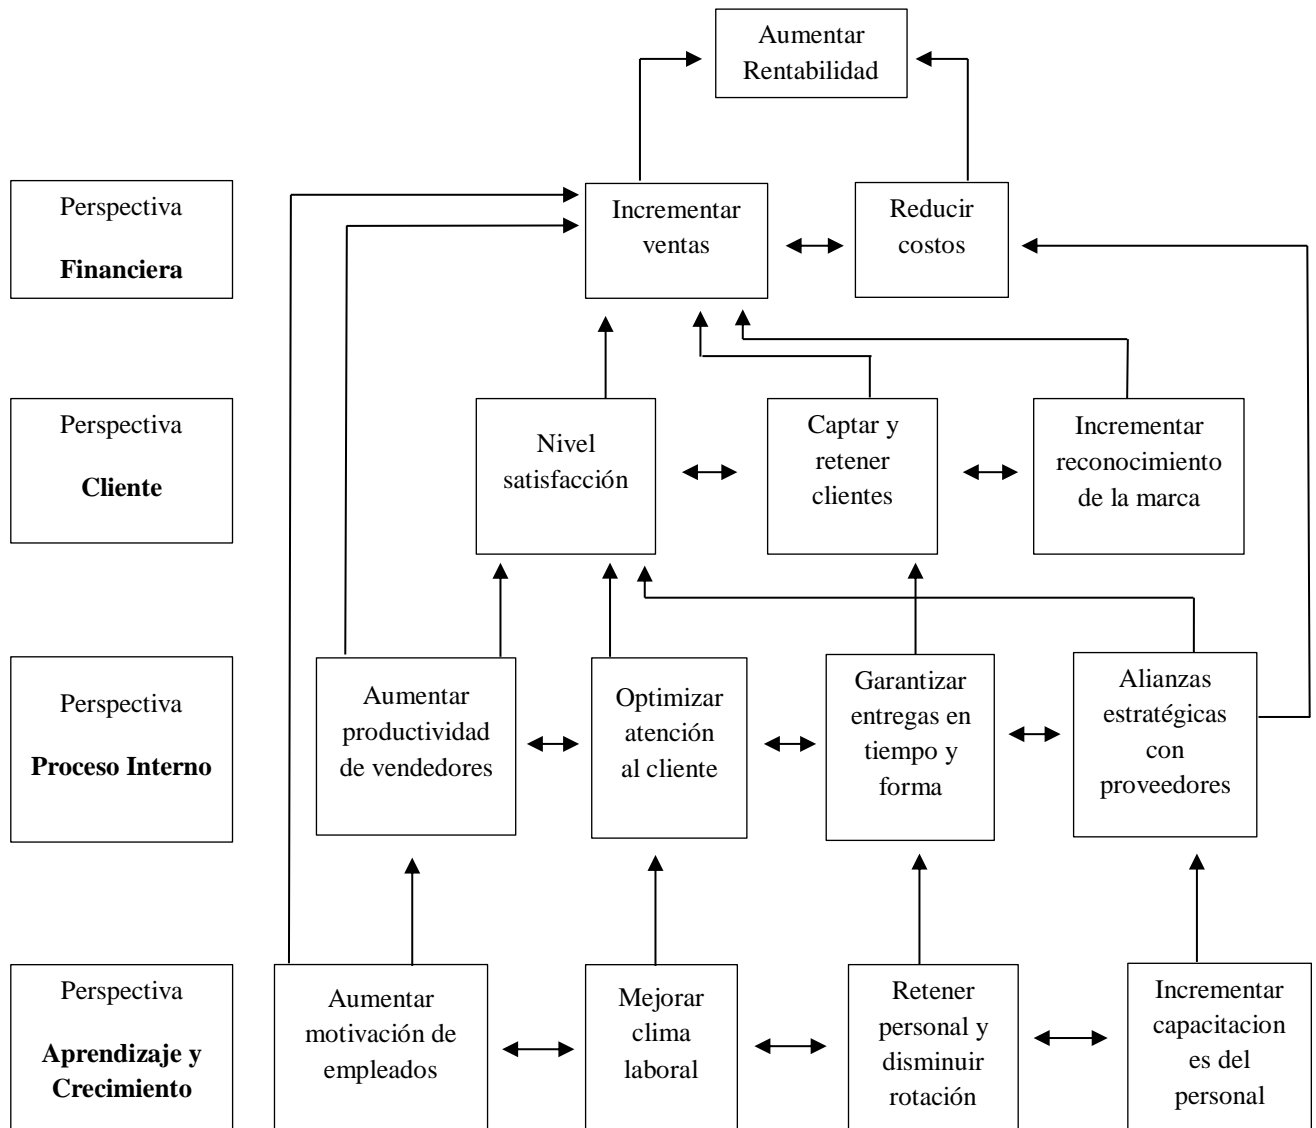 Aumentar
Rentabilidad
Perspectiva
Financiera
Incrementar
ventas
Reducir
costos
Perspectiva
Cliente
Nivel
satisfacción
Captar y
retener
clientes
Incrementar
reconocimiento
de la marca
Perspectiva
Proceso Interno
Aumentar
productividad
de vendedores
Optimizar
atención
al cliente
Garantizar
entregas en
tiempo y
forma
Alianzas
estratégicas
con
proveedores
Perspectiva
Aprendizaje y
Crecimiento
Aumentar
motivación de
empleados
Mejorar
clima
laboral
Retener
personal y
disminuir
rotación
Incrementar
capacitacion
es del
personal